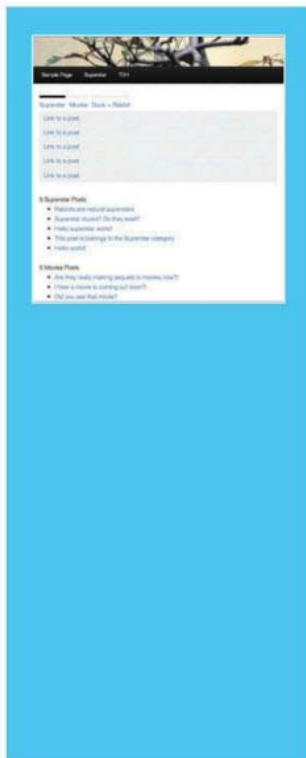 Sample Page Superstar TDH
Superstar Movies Duck v Rabbit
Link to a post
Link to a post
Link to a post
Link to a post
Link to a post
5 Superstar Posts
Rabbits are natural superstars
Superstar ducks? Do they exist?
Hello superstar world!
This post is belongs to the Superstar category
Hello world!
5 Movies Posts
Are they really making sequels to movies now?!
I hear a movie is coming out soon?!
Did you see that movie?